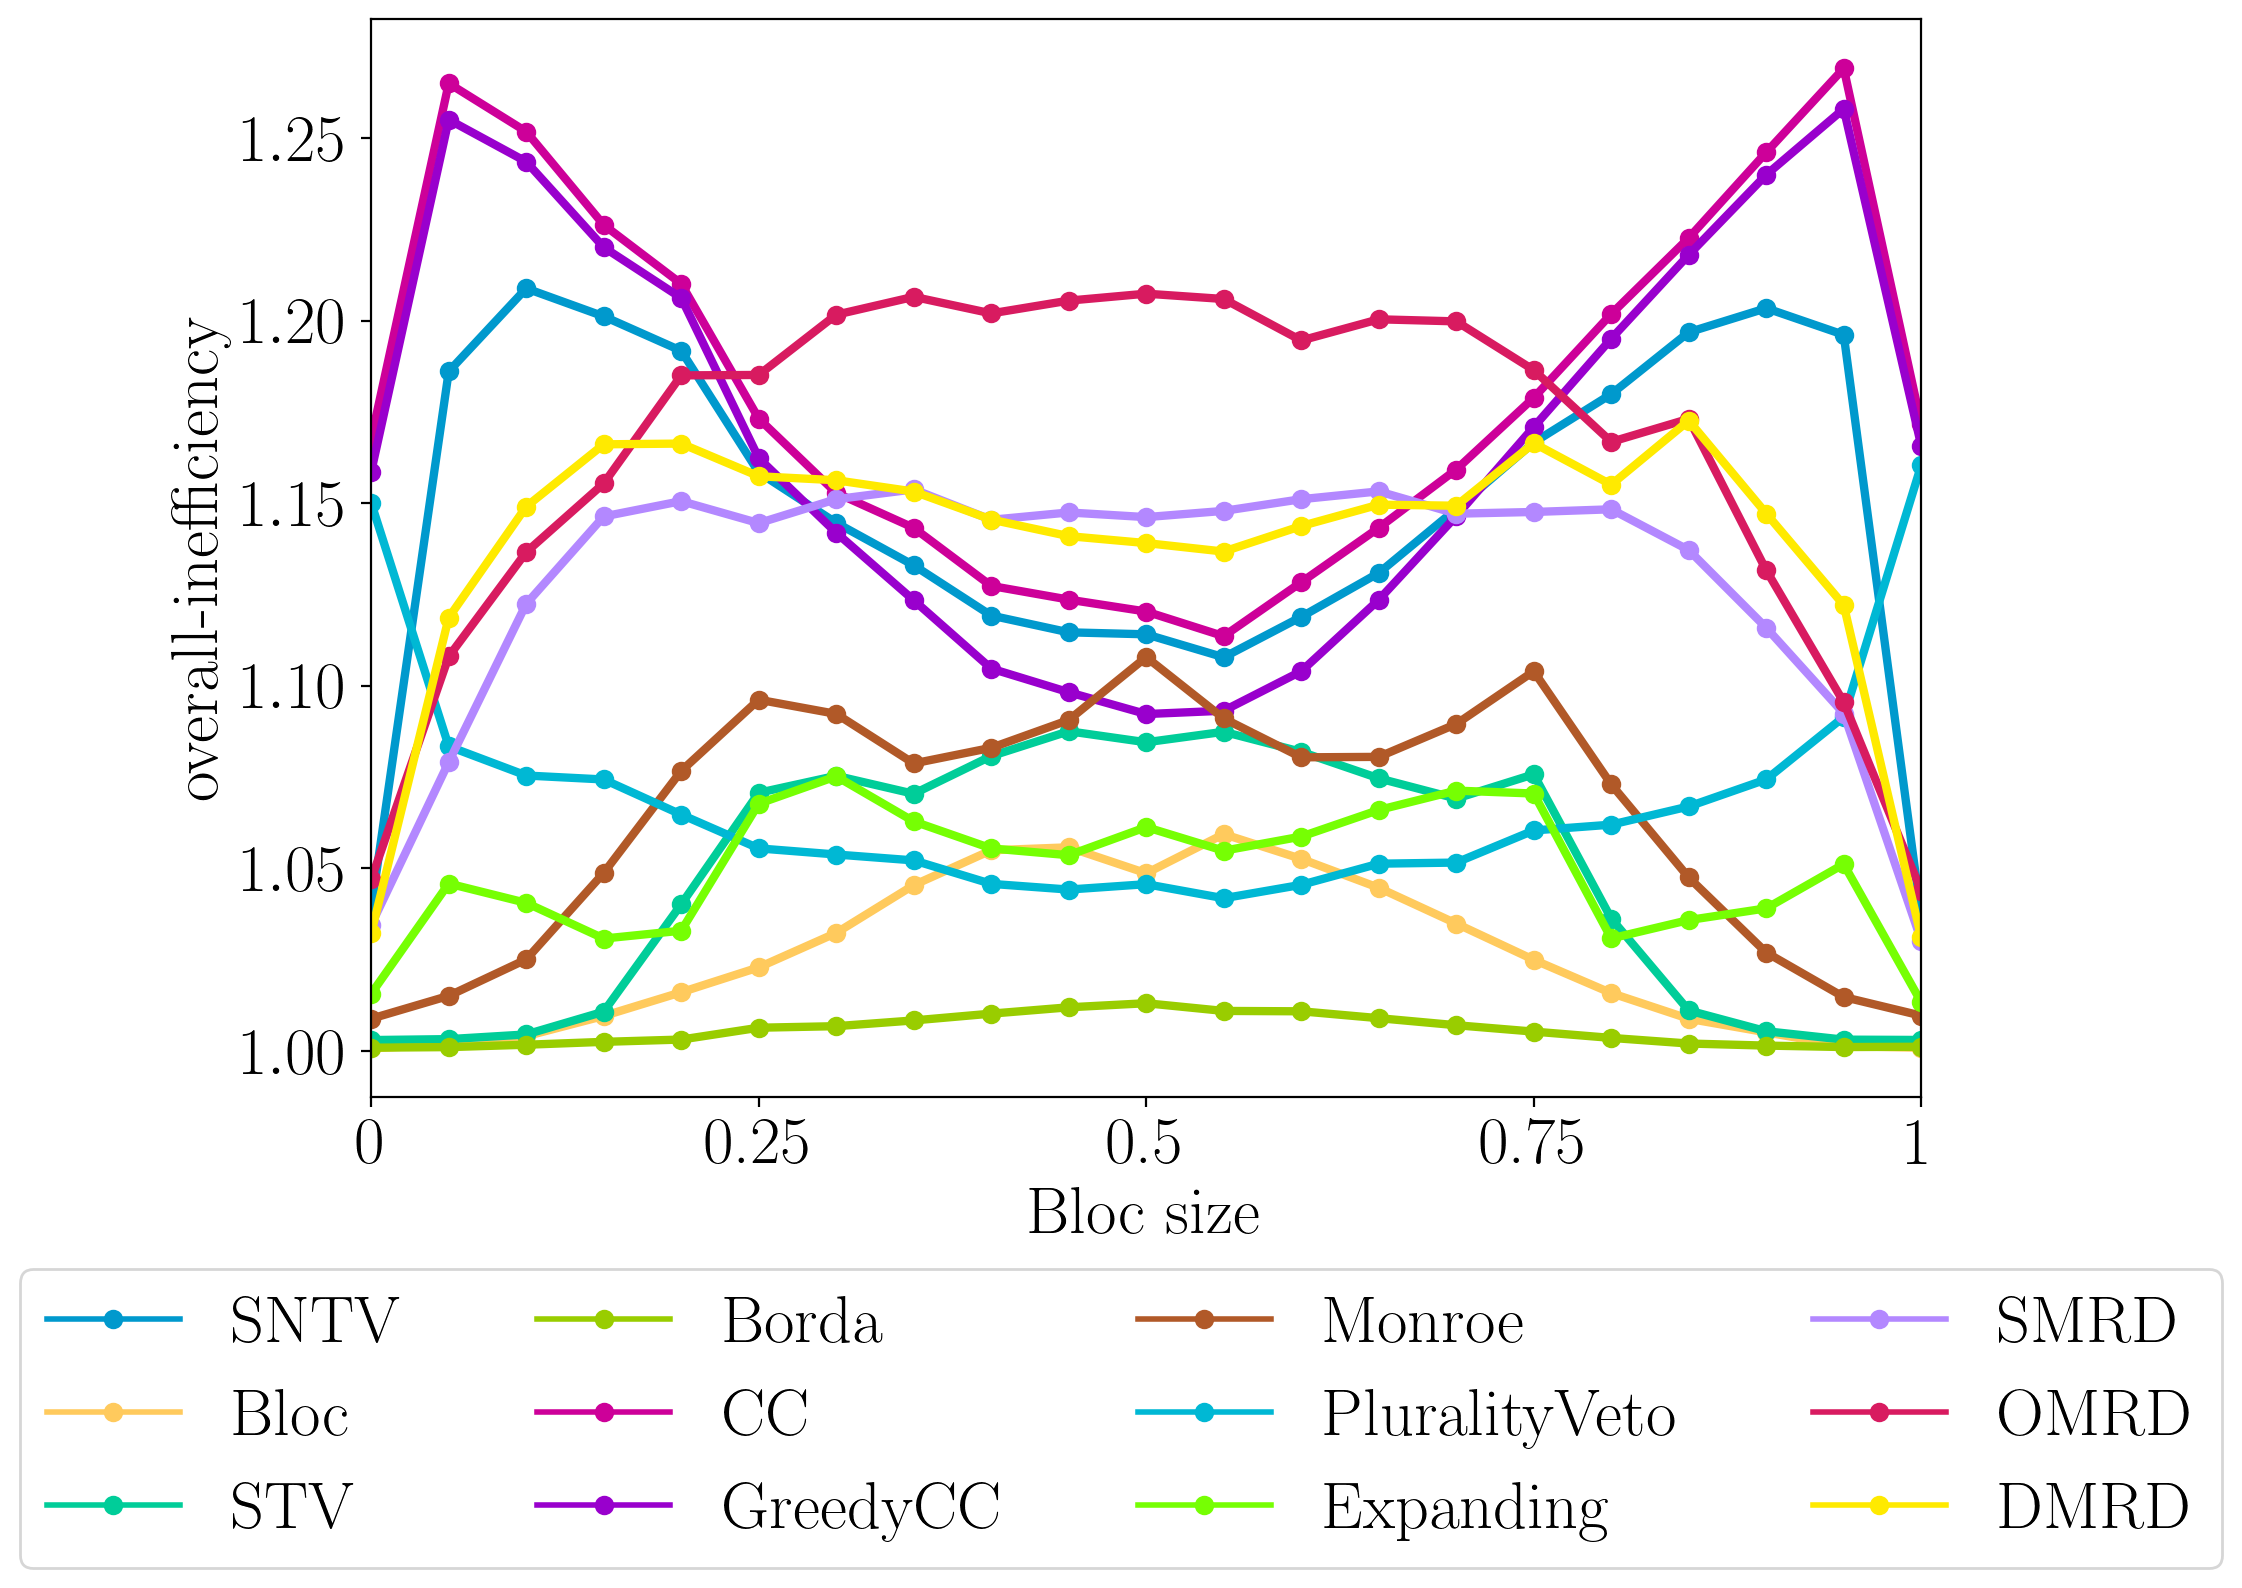 overall-inefficiency
1.25
1.20
1.15
1.10
1.05
1.00
0 0.25 0.5 0.75 1
Bloc size
SNTV Borda Monroe SMRD
Bloc CC PluralityVeto OMRD
STV GreedyCC Expanding DMRD